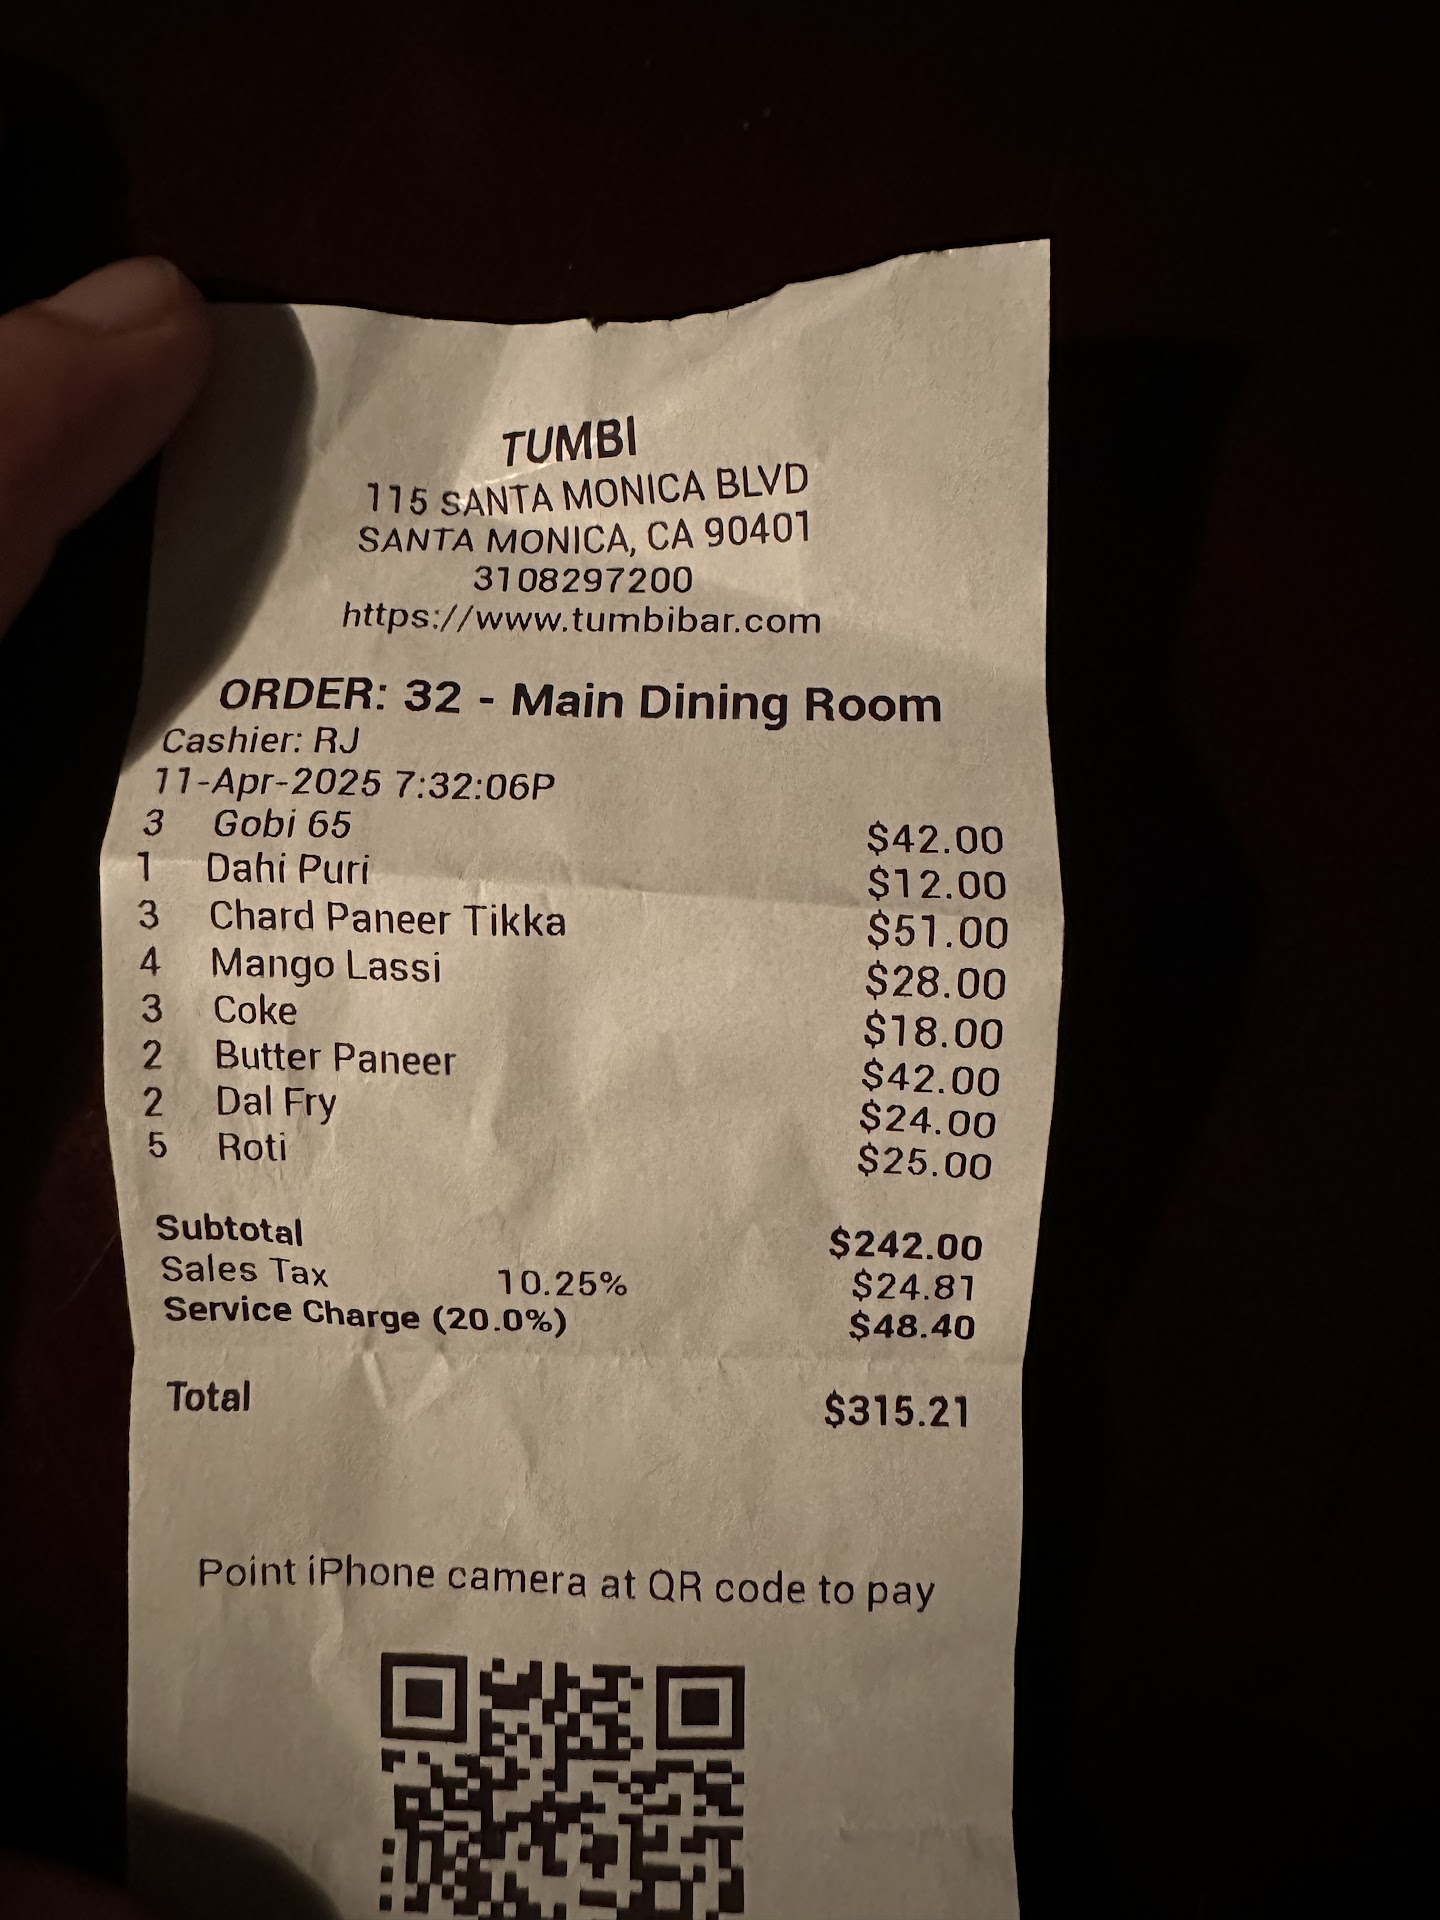 TUMBI
115 SANTA MONICA BLVD
SANTA MONICA, CA 90401
3108297200
https://www.tumbibar.com
ORDER: 32 - Main Dining Room
Cashier: RJ
11-Apr-2025 7:32:06P
3 Gobi 65 $42.00
1 Dahi Puri $12.00
3 Chard Paneer Tikka $51.00
4 Mango Lassi $28.00
3 Coke $18.00
2 Butter Paneer $42.00
2 Dal Fry $24.00
5 Roti $25.00
Subtotal $242.00
Sales Tax 10.25% $24.81
Service Charge (20.0%) $48.40
Total $315.21
Point iPhone camera at QR code to pay